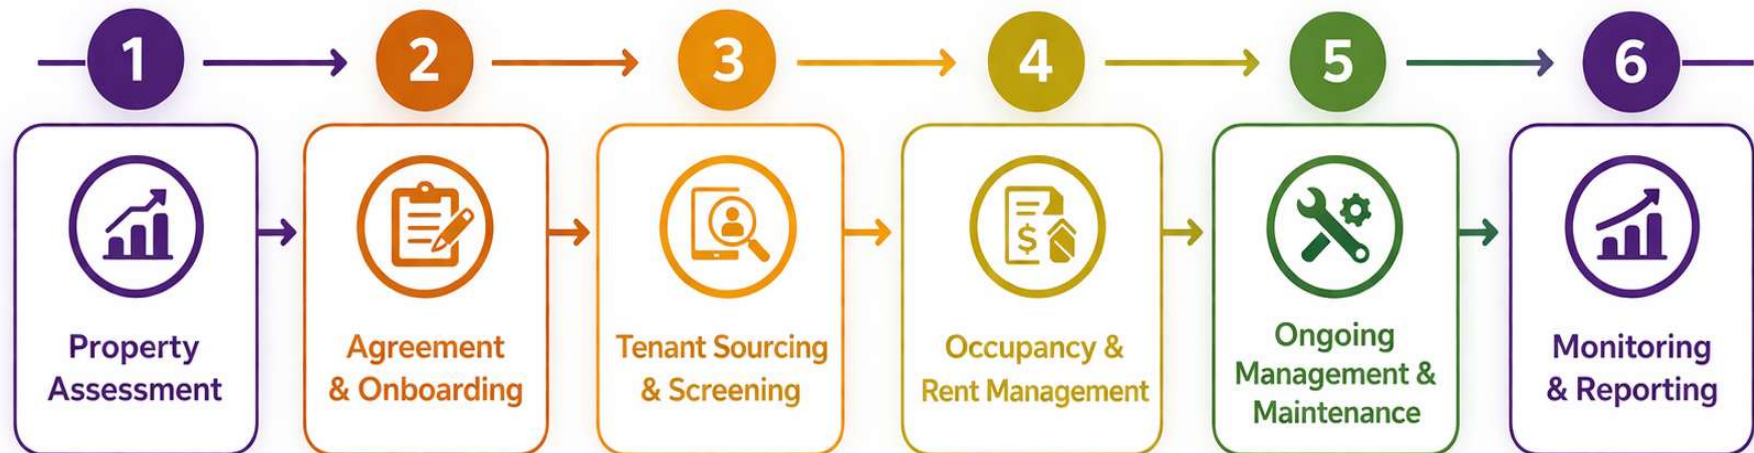 1
2
3
4
5
6
Property
Assessment
Agreement
& Onboarding
Tenant Sourcing
& Screening
$
Occupancy &
Rent Management
Ongoing
Management &
Maintenance
Monitoring
& Reporting